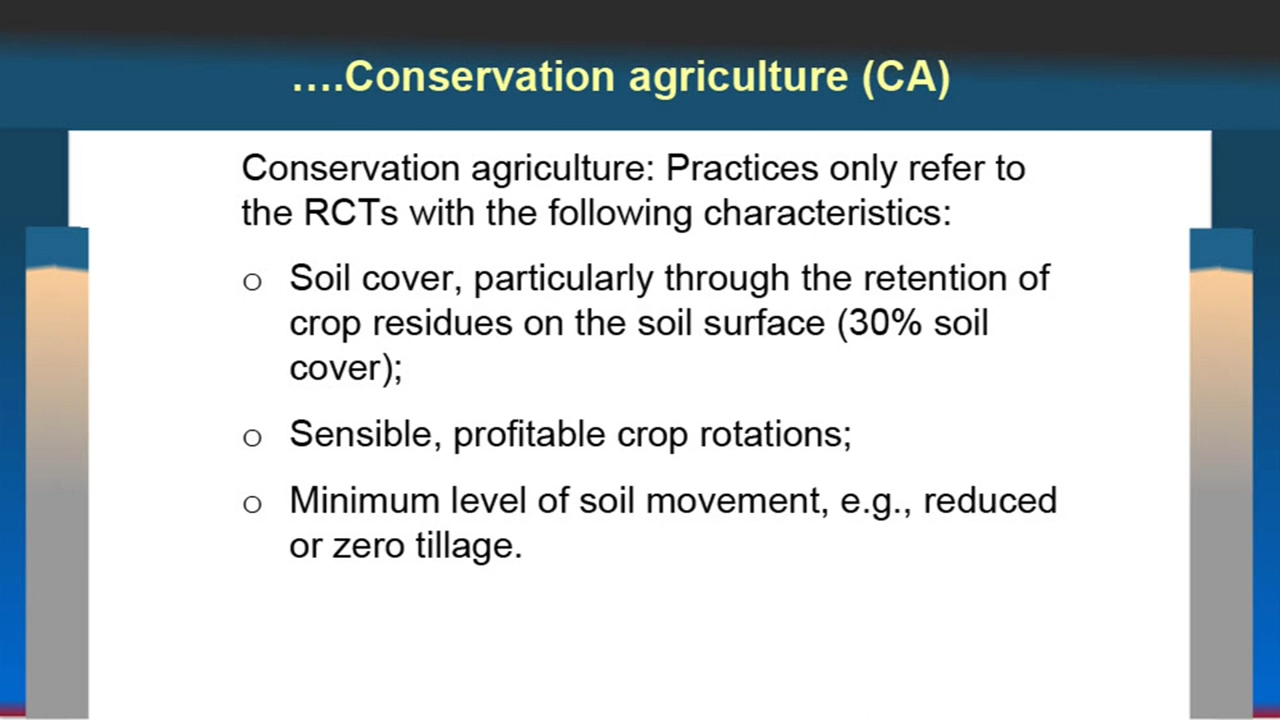 ....Conservation agriculture (CA)
Conservation agriculture: Practices only refer to
the RCTs with the following characteristics:
o Soil cover, particularly through the retention of
crop residues on the soil surface (30% soil
cover);
o Sensible, profitable crop rotations;
o Minimum level of soil movement, e.g., reduced
or zero tillage.